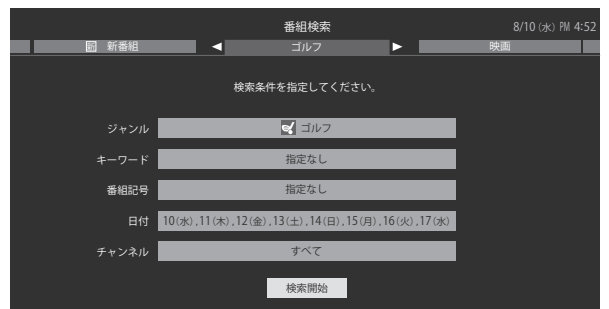 番組検索 8/10(水) PM 4:52
新 新番組 ◀ ゴルフ ▶ 映画
検索条件を指定してください。
ジャンル ゴルフ
キーワード 指定なし
番組記号 指定なし
日付 10(水),11(木),12(金),13(土),14(日),15(月),16(火),17(水)
チャンネル すべて
検索開始